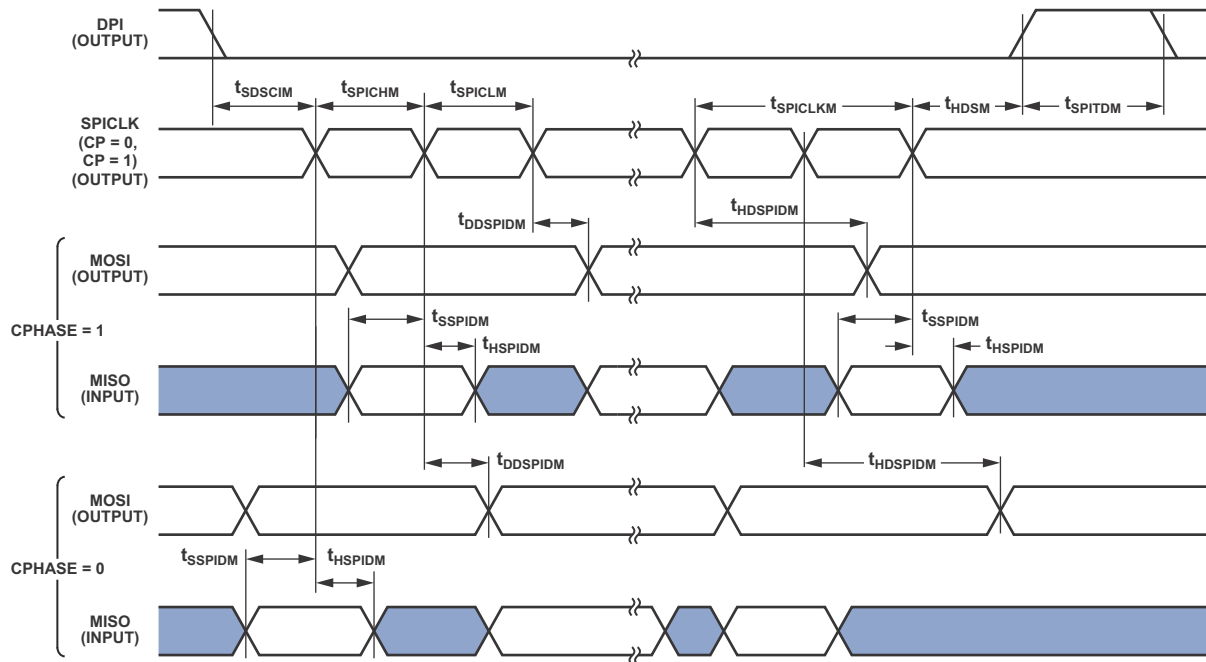 DPI
(OUTPUT)
tSDSCIM
tSPICHM
tSPICLM
tSPICLKM
tHDSM
tSPITDM
SPICLK
(CP = 0,
CP = 1)
(OUTPUT)
tDDSPIDM
tHDSPIDM
MOSI
(OUTPUT)
CPHASE = 1
tSSPIDM
tSSPIDM
tHSPIDM
tHSPIDM
MISO
(INPUT)
tDDSPIDM
tHDSPIDM
MOSI
(OUTPUT)
tSSPIDM
tHSPIDM
CPHASE = 0
MISO
(INPUT)